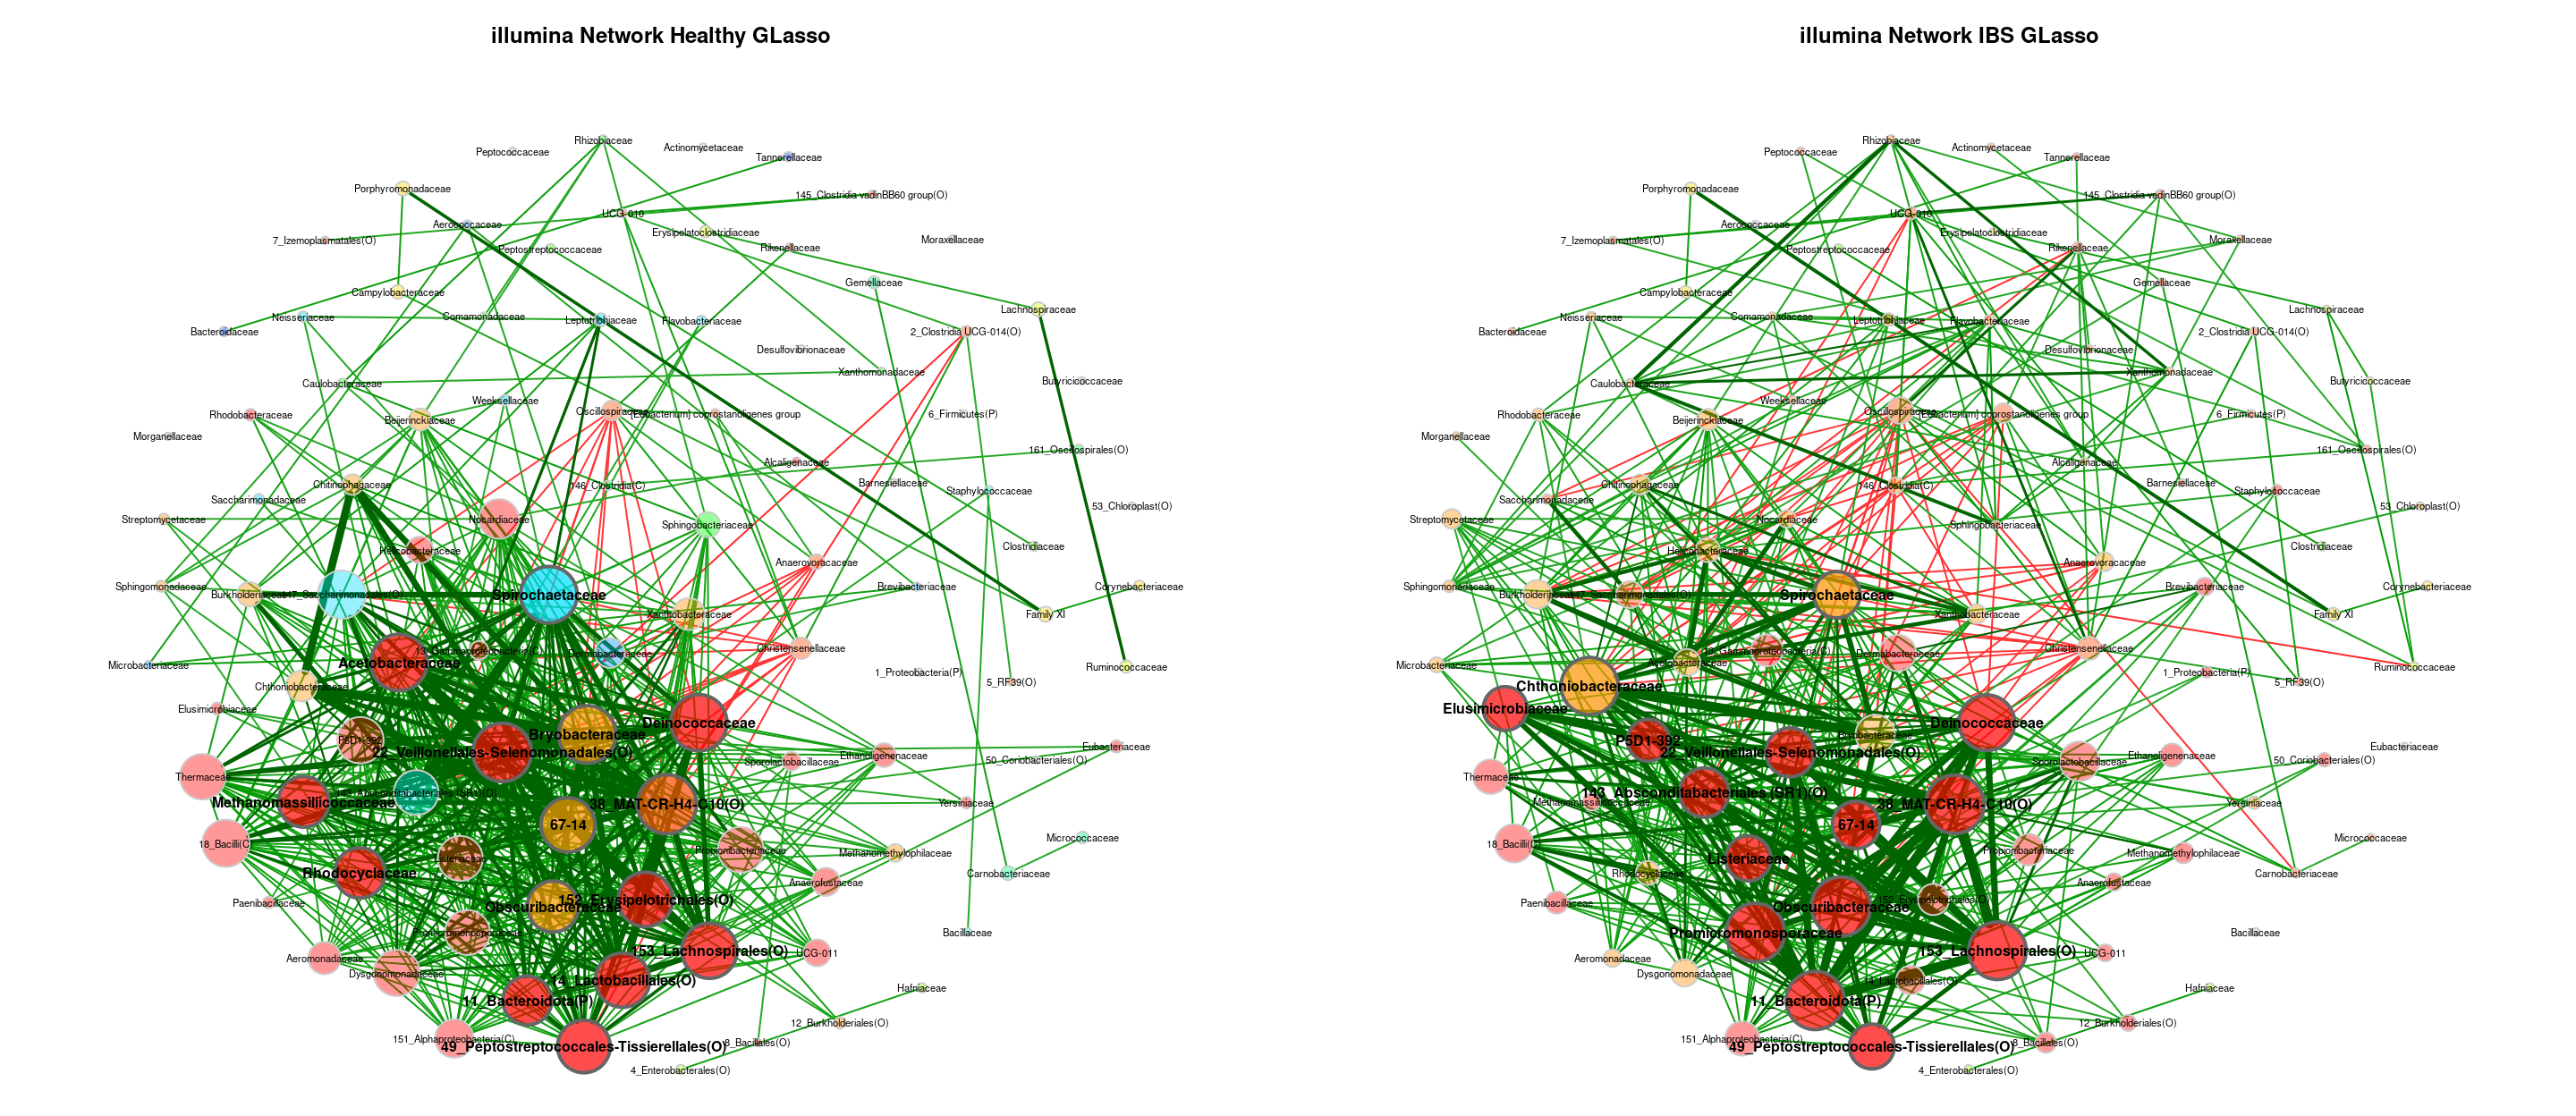 illumina Network Healthy GLasso
Rhizobiaceae
Peptococcaceae
Actinomycetaceae
Tannerellaceae
Porphyromonadaceae
145_Clostridia vadinBB60 group(O)
UCG-010
Aerococcaceae
Erysipelatoclostridiaceae
7_Izemoplasmatales(O)
Peptostreptococcaceae
Rikenellaceae
Moraxellaceae
Gemellaceae
Campylobacteraceae
Lachnospiraceae
Neisseriaceae
Comamonadaceae
Leptotrichiaceae
Flavobacteriaceae
Bacteroidaceae
2_Clostridia UCG-014(O)
Desulfovibrionaceae
Xanthomonadaceae
Caulobacteraceae
Butyricicoccaceae
Weeksellaceae
Rhodobacteraceae
Beijerinckiaceae
Oscillospiraceae
[Eubacterium] coprostanoligenes group
6_Firmicutes(P)
Morganellaceae
161_Oscillospirales(O)
Alcaligenaceae
Chitinophagaceae
146_Clostridia(C)
Barnesiellaceae
Staphylococcaceae
Saccharimonadaceae
53_Chloroplast(O)
Streptomycetaceae
Nocardiaceae
Sphingobacteriaceae
Helicobacteraceae
Clostridiaceae
Anaerovoracaceae
Sphingomonadaceae
Burkholderiaceae
147_Saccharimonadales(O)
Spirochaetaceae
Brevibacteriaceae
Corynebacteriaceae
Xanthobacteraceae
Family XI
13_Gammaproteobacteria(C)
Dermabacteraceae
Christensenellaceae
Microbacteriaceae
Acetobacteraceae
Ruminococcaceae
1_Proteobacteria(P)
5_RF39(O)
Chthoniobacteraceae
Elusimicrobiaceae
Deinococcaceae
Bryobacteraceae
P5D1-392
22_Veillonellales-Selenomonadales(O)
Eubacteriaceae
Ethanoligenenaceae
Sporolactobacillaceae
50_Coriobacteriales(O)
Thermaceae
143_Absconditabacteriales (SR1)(O)
Methanomassiliicoccaceae
38_MAT-CR-H4-C10(O)
Yersiniaceae
67-14
Micrococcaceae
18_Bacilli(C)
Propionibacteriaceae
Methanomethylophilaceae
Listeriaceae
Rhodocyclaceae
Carnobacteriaceae
Anaerofustaceae
Paenibacillaceae
152_Erysipelotrichales(O)
Obscuribacteraceae
Promicromonosporaceae
Bacillaceae
153_Lachnospirales(O)
UCG-011
Aeromonadaceae
Dysgonomonadaceae
14_Lactobacillales(O)
Hafniaceae
11_Bacteroidota(P)
12_Burkholderiales(O)
151_Alphaproteobacteria(C)
49_Peptostreptococcales-Tissierellales(O)
8_Bacillales(O)
4_Enterobacterales(O)
illumina Network IBS GLasso
Rhizobiaceae
Peptococcaceae
Actinomycetaceae
Tannerellaceae
Porphyromonadaceae
145_Clostridia vadinBB60 group(O)
UCG-010
Aerococcaceae
Erysipelatoclostridiaceae
7_Izemoplasmatales(O)
Peptostreptococcaceae
Rikenellaceae
Moraxellaceae
Gemellaceae
Campylobacteraceae
Lachnospiraceae
Neisseriaceae
Comamonadaceae
Leptotrichiaceae
Flavobacteriaceae
Bacteroidaceae
2_Clostridia UCG-014(O)
Desulfovibrionaceae
Xanthomonadaceae
Caulobacteraceae
Butyricicoccaceae
Weeksellaceae
Rhodobacteraceae
Beijerinckiaceae
Oscillospiraceae
[Eubacterium] coprostanoligenes group
6_Firmicutes(P)
Morganellaceae
161_Oscillospirales(O)
Alcaligenaceae
Chitinophagaceae
146_Clostridia(C)
Barnesiellaceae
Staphylococcaceae
Saccharimonadaceae
53_Chloroplast(O)
Streptomycetaceae
Nocardiaceae
Sphingobacteriaceae
Helicobacteraceae
Clostridiaceae
Anaerovoracaceae
Sphingomonadaceae
Burkholderiaceae
147_Saccharimonadales(O)
Spirochaetaceae
Brevibacteriaceae
Corynebacteriaceae
Xanthobacteraceae
Family XI
13_Gammaproteobacteria(C)
Dermabacteraceae
Christensenellaceae
Microbacteriaceae
Acetobacteraceae
Ruminococcaceae
1_Proteobacteria(P)
5_RF39(O)
Chthoniobacteraceae
Elusimicrobiaceae
Deinococcaceae
Bryobacteraceae
P5D1-392
22_Veillonellales-Selenomonadales(O)
Eubacteriaceae
Ethanoligenenaceae
Sporolactobacillaceae
50_Coriobacteriales(O)
Thermaceae
143_Absconditabacteriales (SR1)(O)
Methanomassiliicoccaceae
38_MAT-CR-H4-C10(O)
Yersiniaceae
67-14
Micrococcaceae
18_Bacilli(C)
Propionibacteriaceae
Methanomethylophilaceae
Listeriaceae
Rhodocyclaceae
Carnobacteriaceae
Anaerofustaceae
Paenibacillaceae
152_Erysipelotrichales(O)
Obscuribacteraceae
Promicromonosporaceae
Bacillaceae
153_Lachnospirales(O)
UCG-011
Aeromonadaceae
Dysgonomonadaceae
14_Lactobacillales(O)
Hafniaceae
11_Bacteroidota(P)
12_Burkholderiales(O)
151_Alphaproteobacteria(C)
49_Peptostreptococcales-Tissierellales(O)
8_Bacillales(O)
4_Enterobacterales(O)